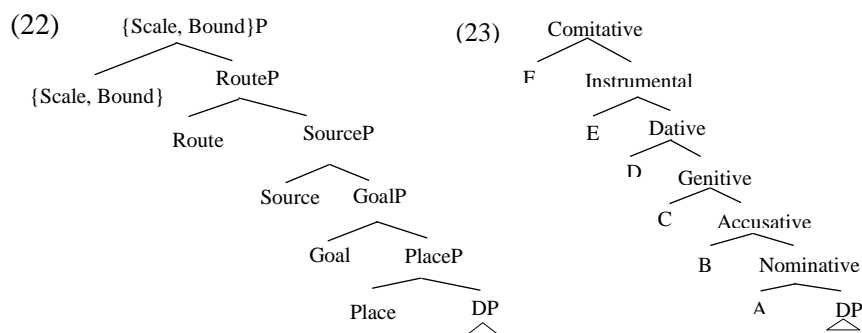 (22)
{Scale, Bound}P
{Scale, Bound}
RouteP
Route
SourceP
Source
GoalP
Goal
PlaceP
Place
DP
(23)
Comitative
F
Instrumental
E
Dative
D
Genitive
C
Accusative
B
Nominative
A
DP